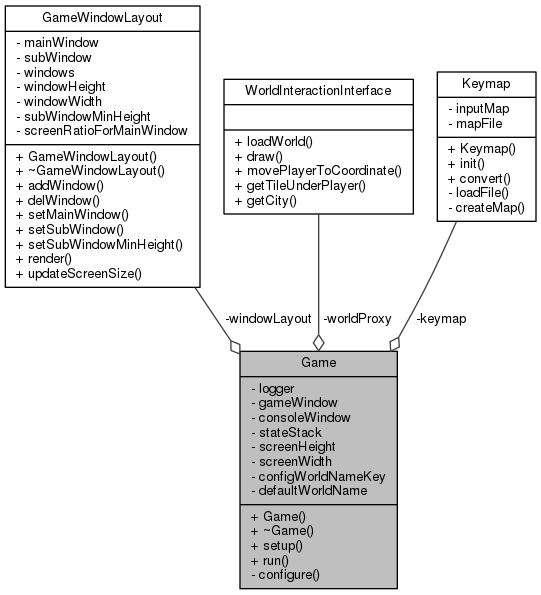 GameWindowLayout
- mainWindow
- subWindow
- windows
- windowHeight
- windowWidth
- subWindowMinHeight
- screenRatioForMainWindow
+ GameWindowLayout()
+ ~GameWindowLayout()
+ addWindow()
+ delWindow()
+ setMainWindow()
+ setSubWindow()
+ setSubWindowMinHeight()
+ render()
+ updateScreenSize()
WorldInteractionInterface
+ loadWorld()
+ draw()
+ movePlayerToCoordinate()
+ getTileUnderPlayer()
+ getCity()
Keymap
- inputMap
- mapFile
+ Keymap()
+ init()
+ convert()
- loadFile()
- createMap()
-windowLayout
-worldProxy
-keymap
Game
- logger
- gameWindow
- consoleWindow
- stateStack
- screenHeight
- screenWidth
- configWorldNameKey
- defaultWorldName
+ Game()
+ ~Game()
+ setup()
+ run()
- configure()